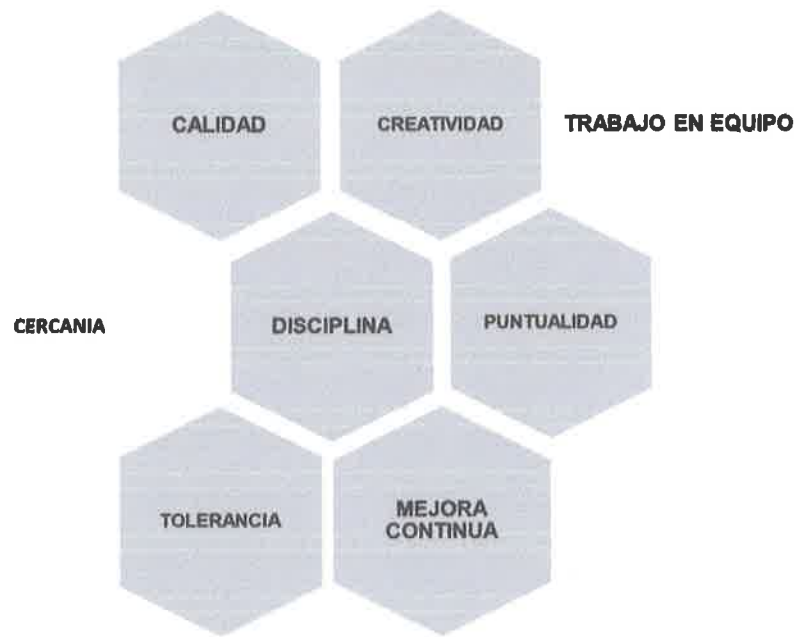 CALIDAD
CREATIVIDAD
TRABAJO EN EQUIPO
CERCANIA
DISCIPLINA
PUNTUALIDAD
TOLERANCIA
MEJORA
CONTINUA